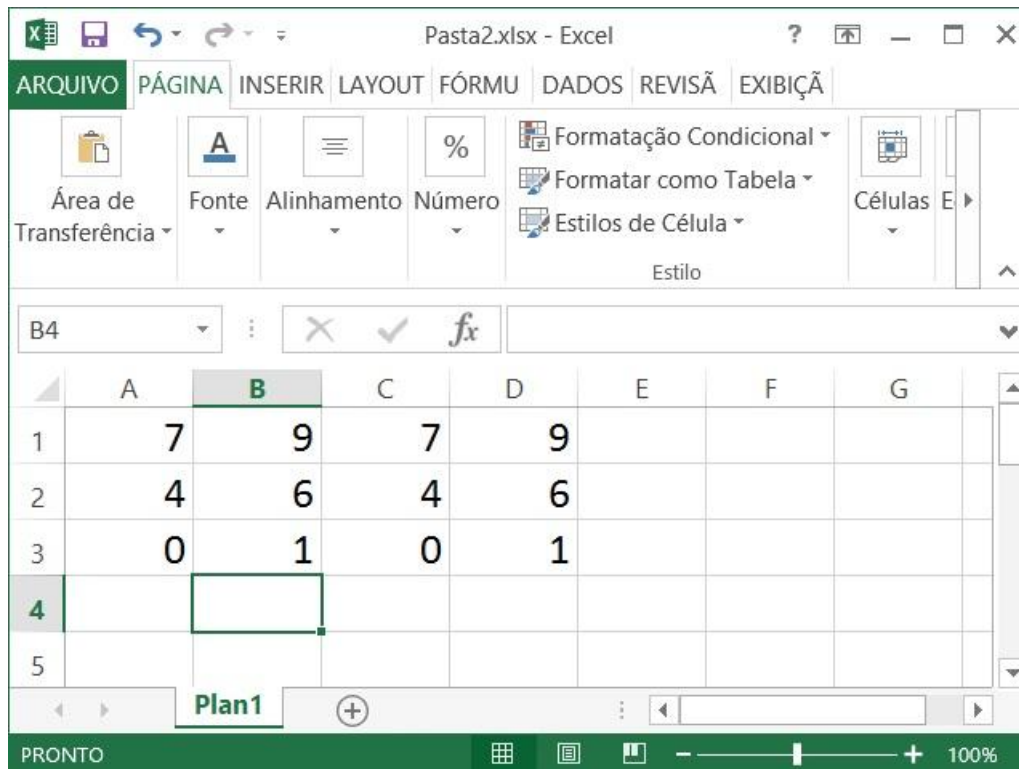 Pasta2.xlsx - Excel ?
ARQUIVO PÁGINA INSERIR LAYOUT FÓRMU DADOS REVISÃ EXIBIÇÃ
Área de Transferência
Fonte
Alinhamento
%
Número
Formatação Condicional
Formatar como Tabela
Estilos de Célula
Estilo
Células
B4 fx
A B C D E F G
1 7 9 7 9
2 4 6 4 6
3 0 1 0 1
4
5
Plan1
PRONTO 100%